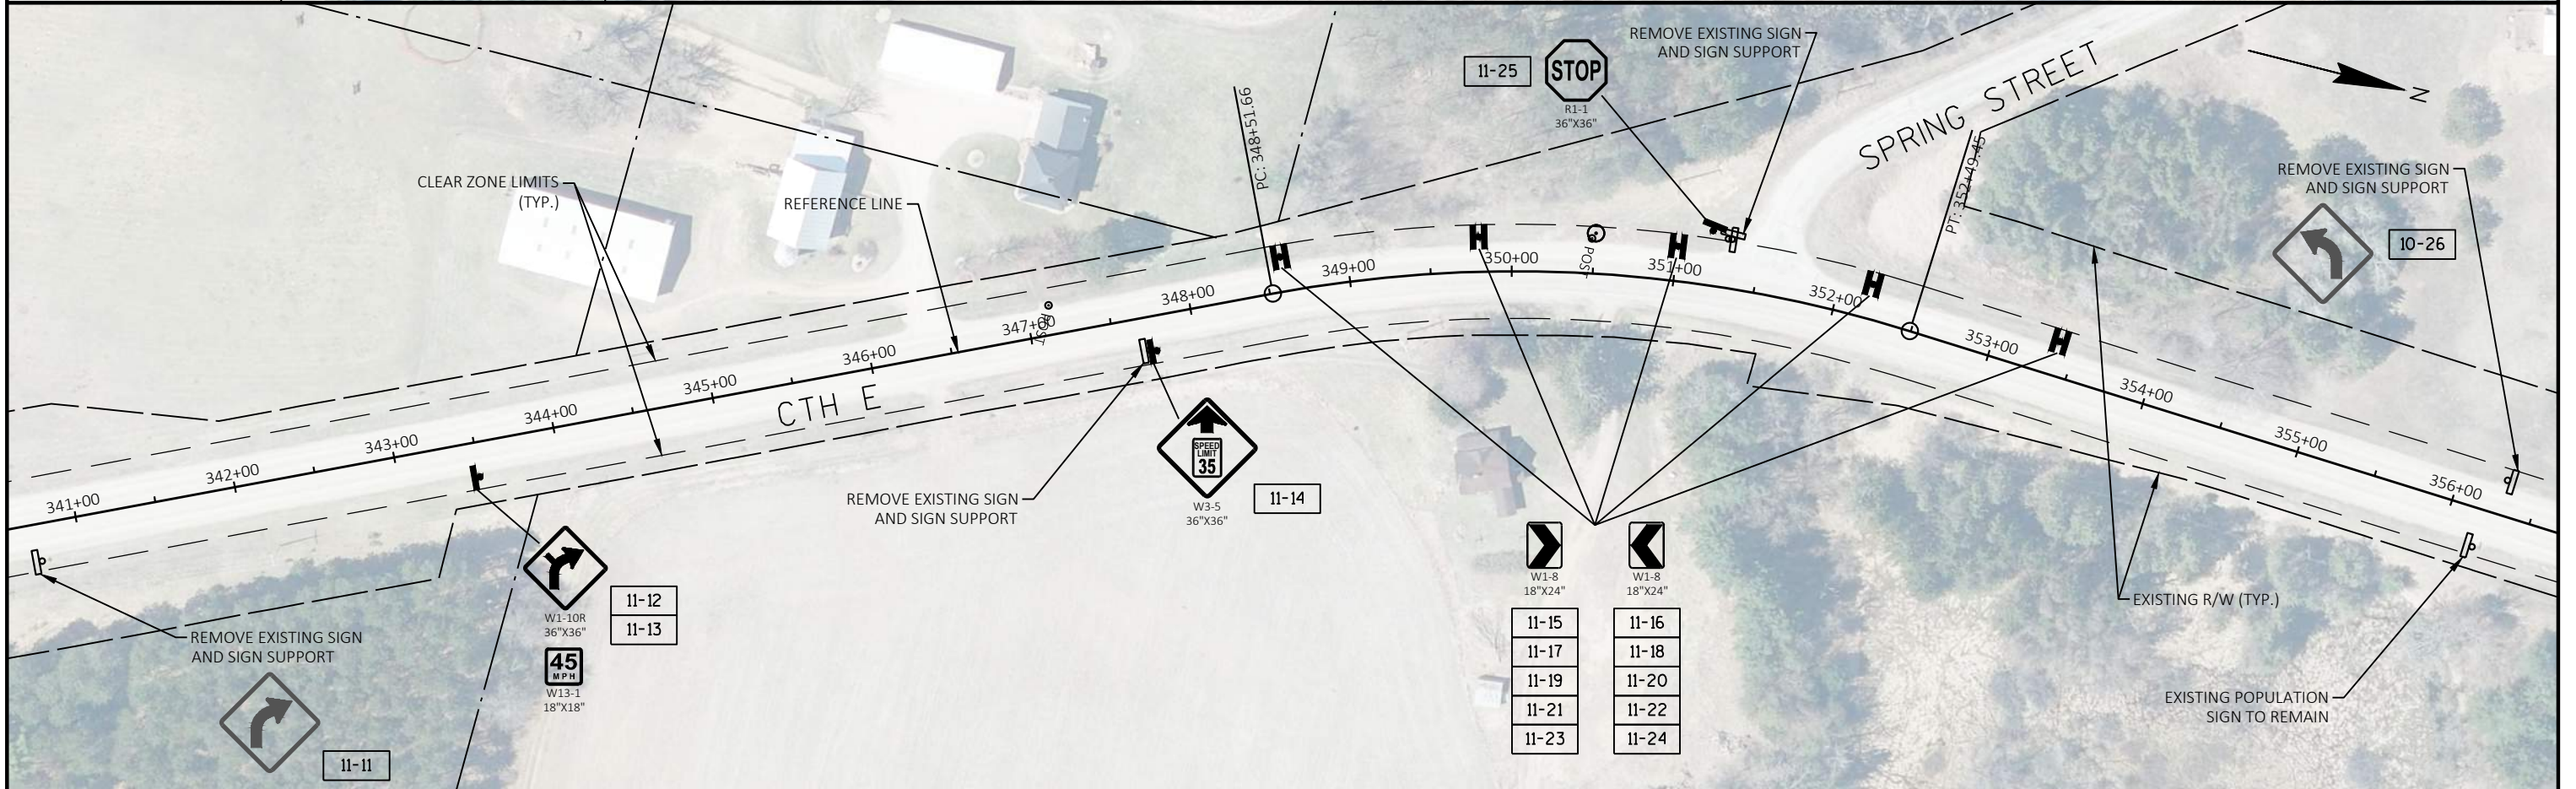 REMOVE EXISTING SIGN
AND SIGN SUPPORT
11-25
STOP
R1-1
36"X36"
SPRING STREET
N
PC: 348+51.66
PT: 352+49.45
REMOVE EXISTING SIGN
AND SIGN SUPPORT
10-26
CLEAR ZONE LIMITS
(TYP.)
REFERENCE LINE
POST
POST
341+00
342+00
343+00
344+00
345+00
346+00
347+00
348+00
349+00
350+00
351+00
352+00
353+00
354+00
355+00
356+00
CTH E
REMOVE EXISTING SIGN
AND SIGN SUPPORT
SPEED
LIMIT
35
W3-5
36"X36"
11-14
REMOVE EXISTING SIGN
AND SIGN SUPPORT
11-11
W1-10R
36"X36"
45
MPH
W13-1
18"X18"
11-12
11-13
W1-8
18"X24"
W1-8
18"X24"
11-15
11-17
11-19
11-21
11-23
11-16
11-18
11-20
11-22
11-24
EXISTING R/W (TYP.)
EXISTING POPULATION
SIGN TO REMAIN